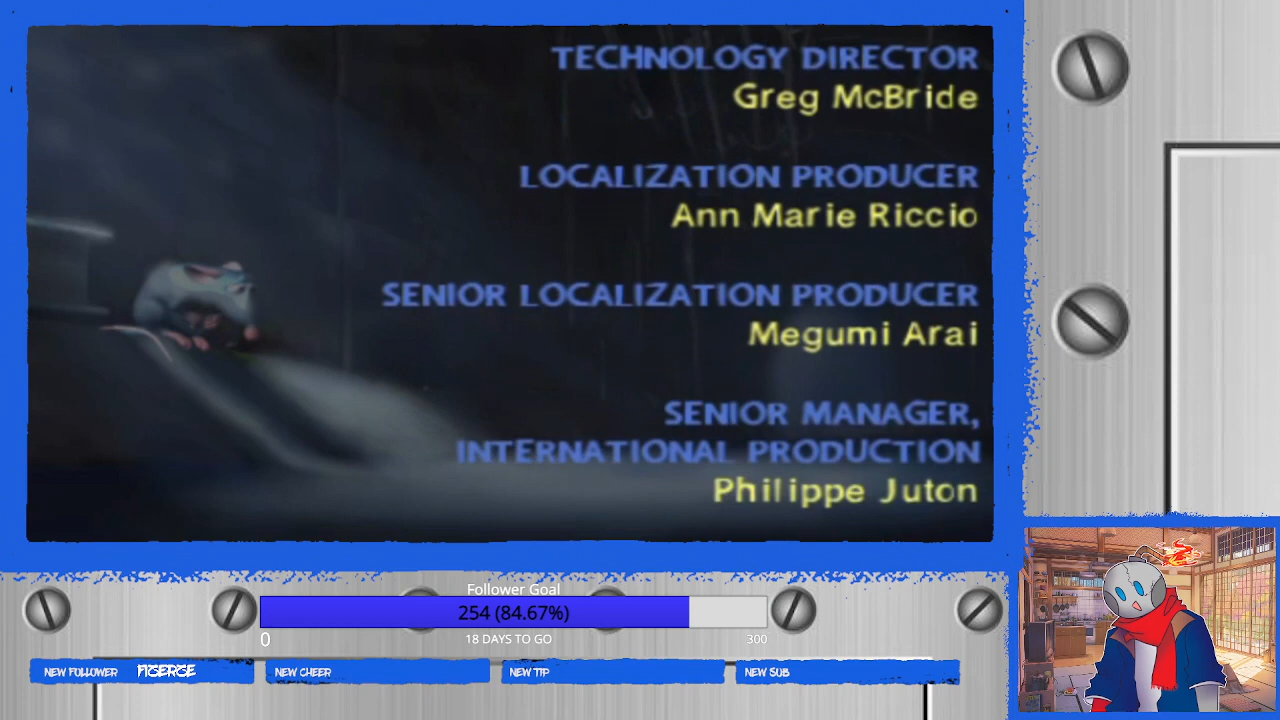 TECHNOLOGY DIRECTOR
Greg McBride
LOCALIZATION PRODUCER
Ann Marie Riccio
SENIOR LOCALIZATION PRODUCER
Megumi Arai
SENIOR MANAGER,
INTERNATIONAL PRODUCTION
Philippe Juton
Follower Goal
254 (84.67%)
0 18 DAYS TO GO 300
NEW FOLLOWER FIGERGE NEW CHEER NEW TIP NEW SUB